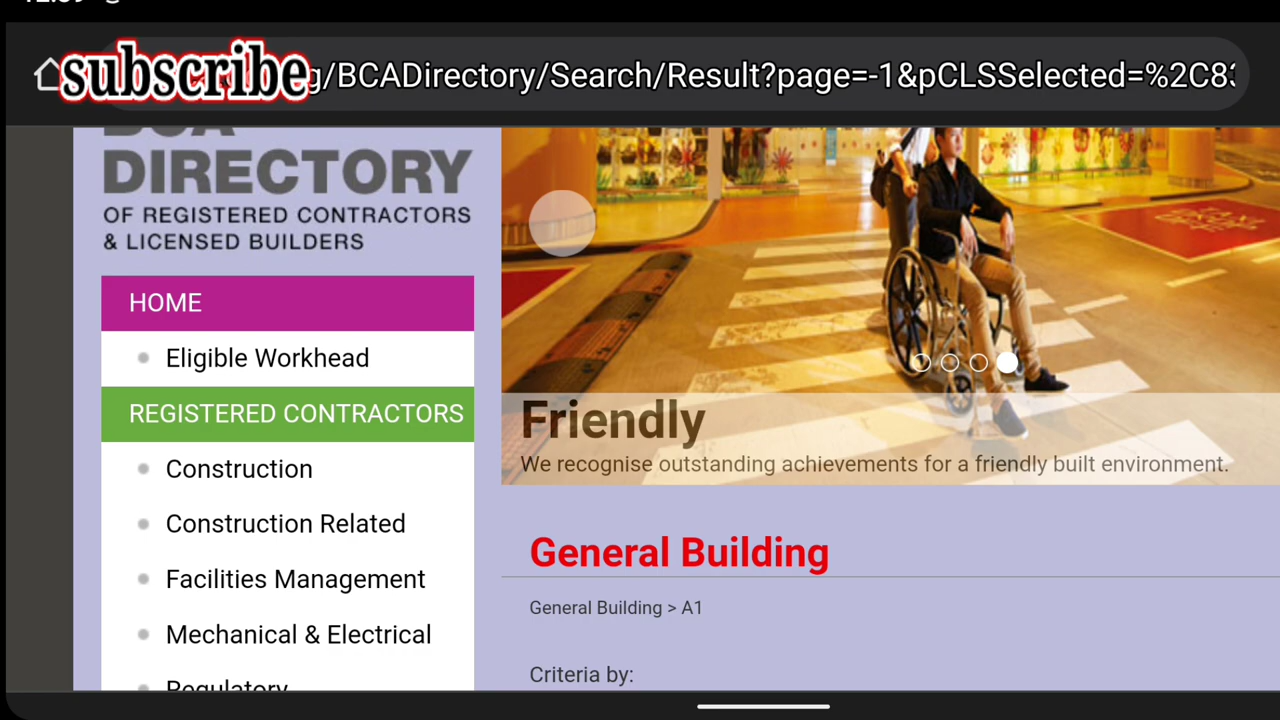 subscribe
g/BCADirectory/Search/Result?page=-1&pCLSSelected=%2C8
DIRECTORY
OF REGISTERED CONTRACTORS
& LICENSED BUILDERS
HOME
Eligible Workhead
REGISTERED CONTRACTORS
Construction
Construction Related
Facilities Management
Mechanical & Electrical
Regulatory
Friendly
We recognise outstanding achievements for a friendly built environment.
General Building
General Building > A1
Criteria by: